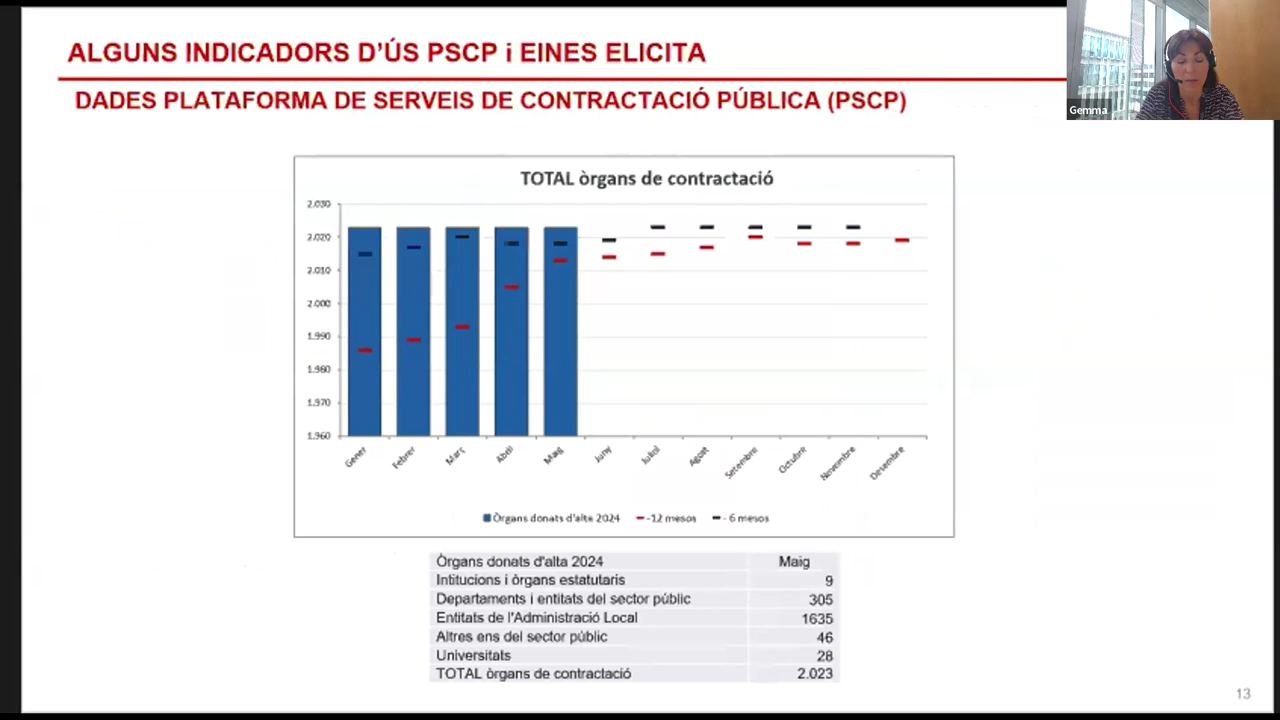 ALGUNS INDICADORS D'ÚS PSCP i EINES ELICITA
DADES PLATAFORMA DE SERVEIS DE CONTRACTACIÓ PÚBLICA (PSCP)
Gemma
TOTAL òrgans de contractació
2.030
2.020
2.010
2.000
1.990
1.980
1.970
1.960
Gener Febrer Març Abril Maig Juny Juliol Agost Setembre Octubre Novembre Desembre
Òrgans donats d'alta 2024 -12 mesos - 6 mesos
Òrgans donats d'alta 2024 Maig
Intitucions i òrgans estatutaris 9
Departaments i entitats del sector públic 305
Entitats de l'Administració Local 1635
Altres ens del sector públic 46
Universitats 28
TOTAL òrgans de contractació 2.023
13